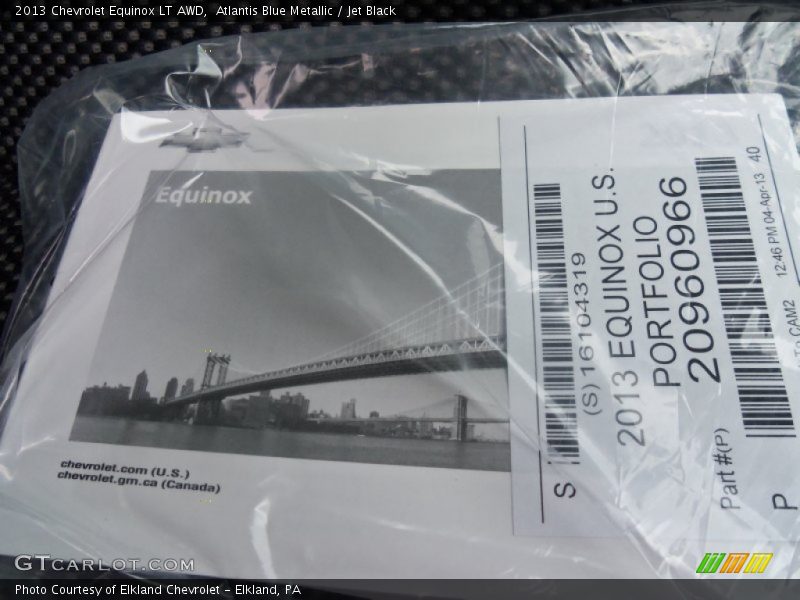 2013 Chevrolet Equinox LT AWD,  Atlantis Blue Metallic / Jet Black
Equinox
chevrolet.com (U.S.)
chevrolet.gm.ca (Canada)
S
(S) 16104319
2013 EQUINOX U.S.
PORTFOLIO
20960966
Part #(P)
P
12:46 PM 04-Apr-13 40
CAM2
GTCARLOT.COM
Photo Courtesy of Elkland Chevrolet - Elkland, PA